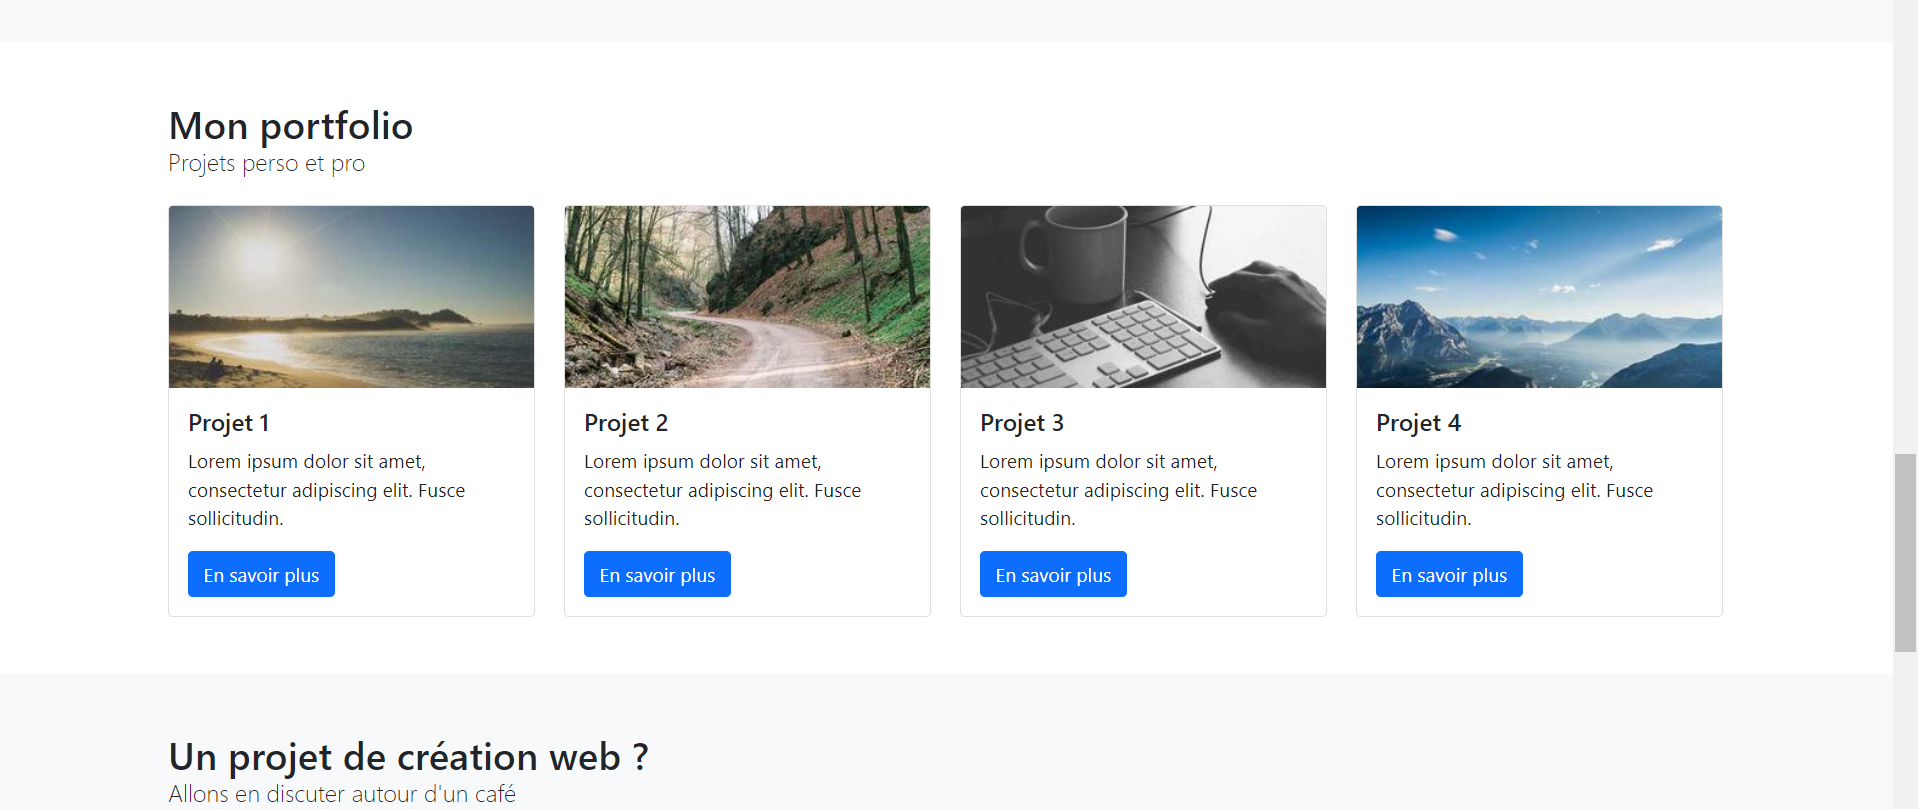 Mon portfolio
Projets perso et pro
Projet 1
Lorem ipsum dolor sit amet,
consectetur adipiscing elit. Fusce
sollicitudin.
En savoir plus
Projet 2
Lorem ipsum dolor sit amet,
consectetur adipiscing elit. Fusce
sollicitudin.
En savoir plus
Projet 3
Lorem ipsum dolor sit amet,
consectetur adipiscing elit. Fusce
sollicitudin.
En savoir plus
Projet 4
Lorem ipsum dolor sit amet,
consectetur adipiscing elit. Fusce
sollicitudin.
En savoir plus
Un projet de création web ?
Allons en discuter autour d'un café